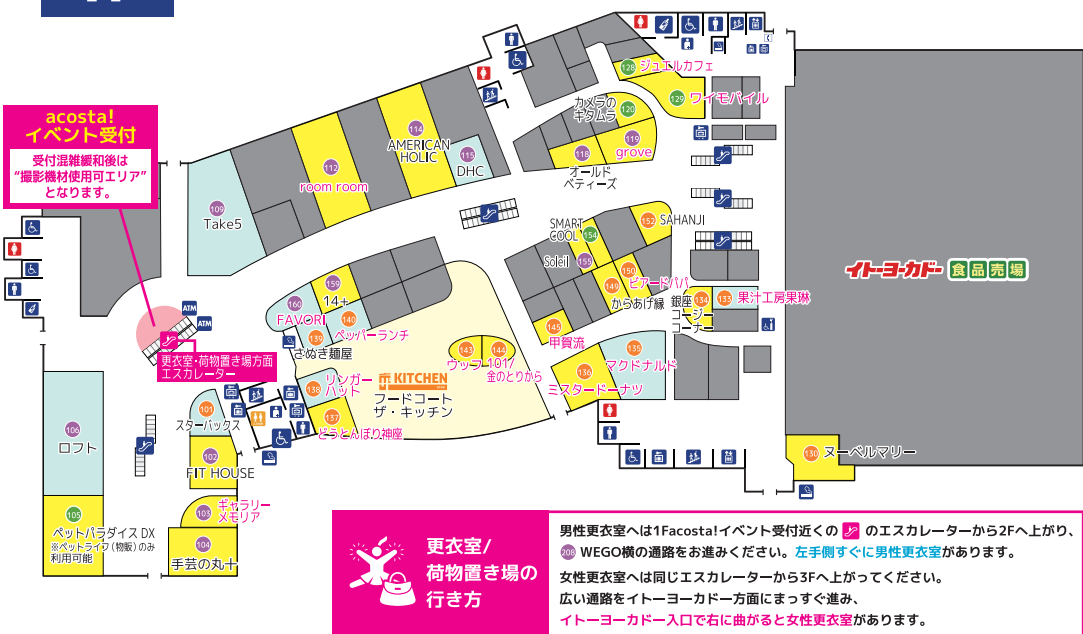 acosta!
イベント受付
受付混雑緩和後は
“撮影機材使用可エリア”
となります。
109
Take5
112
room room
114
AMERICAN
HOLIC
115
DHC
128
ジュエルカフェ
129
ワイモバイル
カメラの
キタムラ
120
119
grove
118
オールド
ベティーズ
SMART
COOL
154
152
SAHANJI
Soleil
155
150
ビアードパパ
149
からあげ縁
銀座
コージー
コーナー
134
133
果汁工房果琳
145
甲賀流
135
マクドナルド
136
ミスタードーナツ
イトーヨーカドー 食品売場
ATM
ATM
更衣室・荷物置き場方面
エスカレーター
159
14+
160
FAVORI
140
ペッパーランチ
139
さぬき麺屋
143
ウッフ
144
101/
金のとりから
138
リンガー
ハット
KITCHEN
フードコート
ザ・キッチン
137
どうとんぼり神座
101
スターバックス
102
FIT HOUSE
103
ギャラリー
メモリア
104
手芸の丸十
106
ロフト
105
ペットパラダイス DX
※ペットライフ(物販)のみ
利用可能
130
ヌーベルマリー
更衣室/
荷物置き場の
行き方
男性更衣室へは1Facosta!イベント受付近くの のエスカレーターから2Fへ上がり、
208 WEGO横の通路をお進みください。左手側すぐに男性更衣室があります。
女性更衣室へは同じエスカレーターから3Fへ上がってください。
広い通路をイトーヨーカドー方面にまっすぐ進み、
イトーヨーカドー入口で右に曲がると女性更衣室があります。